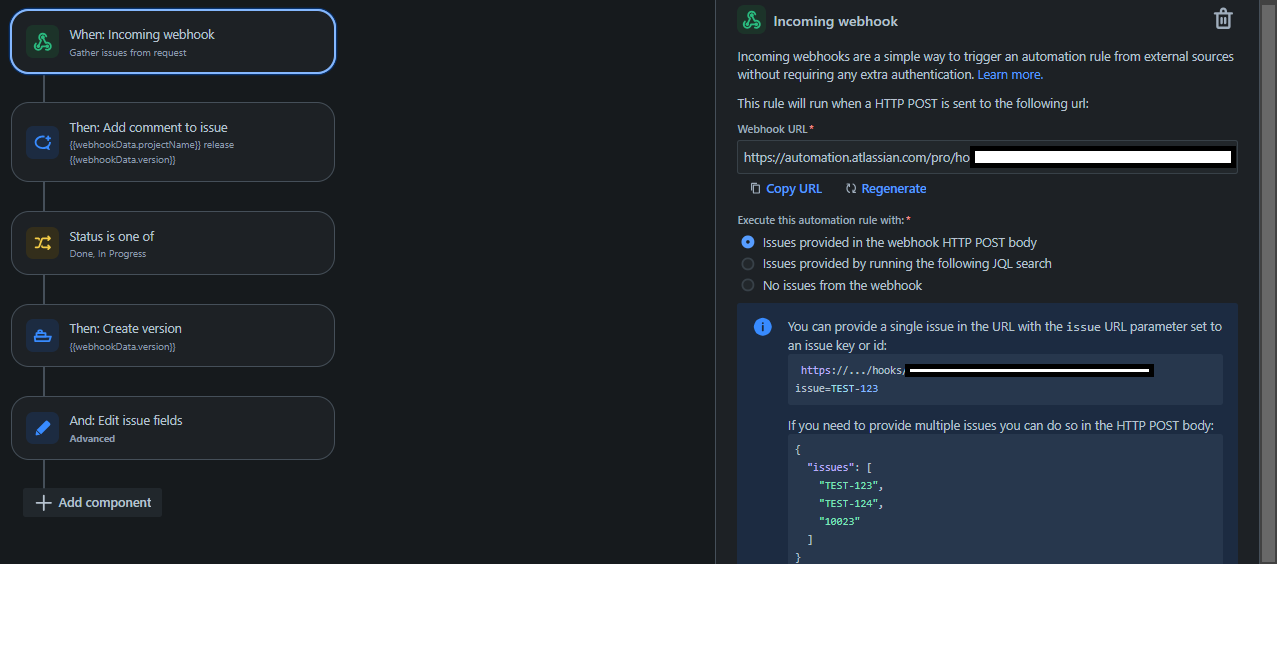 When: Incoming webhook
Gather issues from request
Then: Add comment to issue
{{webhookData.projectName}} release
{{webhookData.version}}
Status is one of
Done, In Progress
Then: Create version
{{webhookData.version}}
And: Edit issue fields
Advanced
Add component
Incoming webhook
Incoming webhooks are a simple way to trigger an automation rule from external sources
without requiring any extra authentication. Learn more.
This rule will run when a HTTP POST is sent to the following url:
Webhook URL*
https://automation.atlassian.com/pro/ho
Copy URL
Regenerate
Execute this automation rule with:*
Issues provided in the webhook HTTP POST body
Issues provided by running the following JQL search
No issues from the webhook
You can provide a single issue in the URL with the issue URL parameter set to
an issue key or id:
https://.../hooks/
issue=TEST-123
If you need to provide multiple issues you can do so in the HTTP POST body:
{
"issues": [
"TEST-123",
"TEST-124",
"10023"
]
}